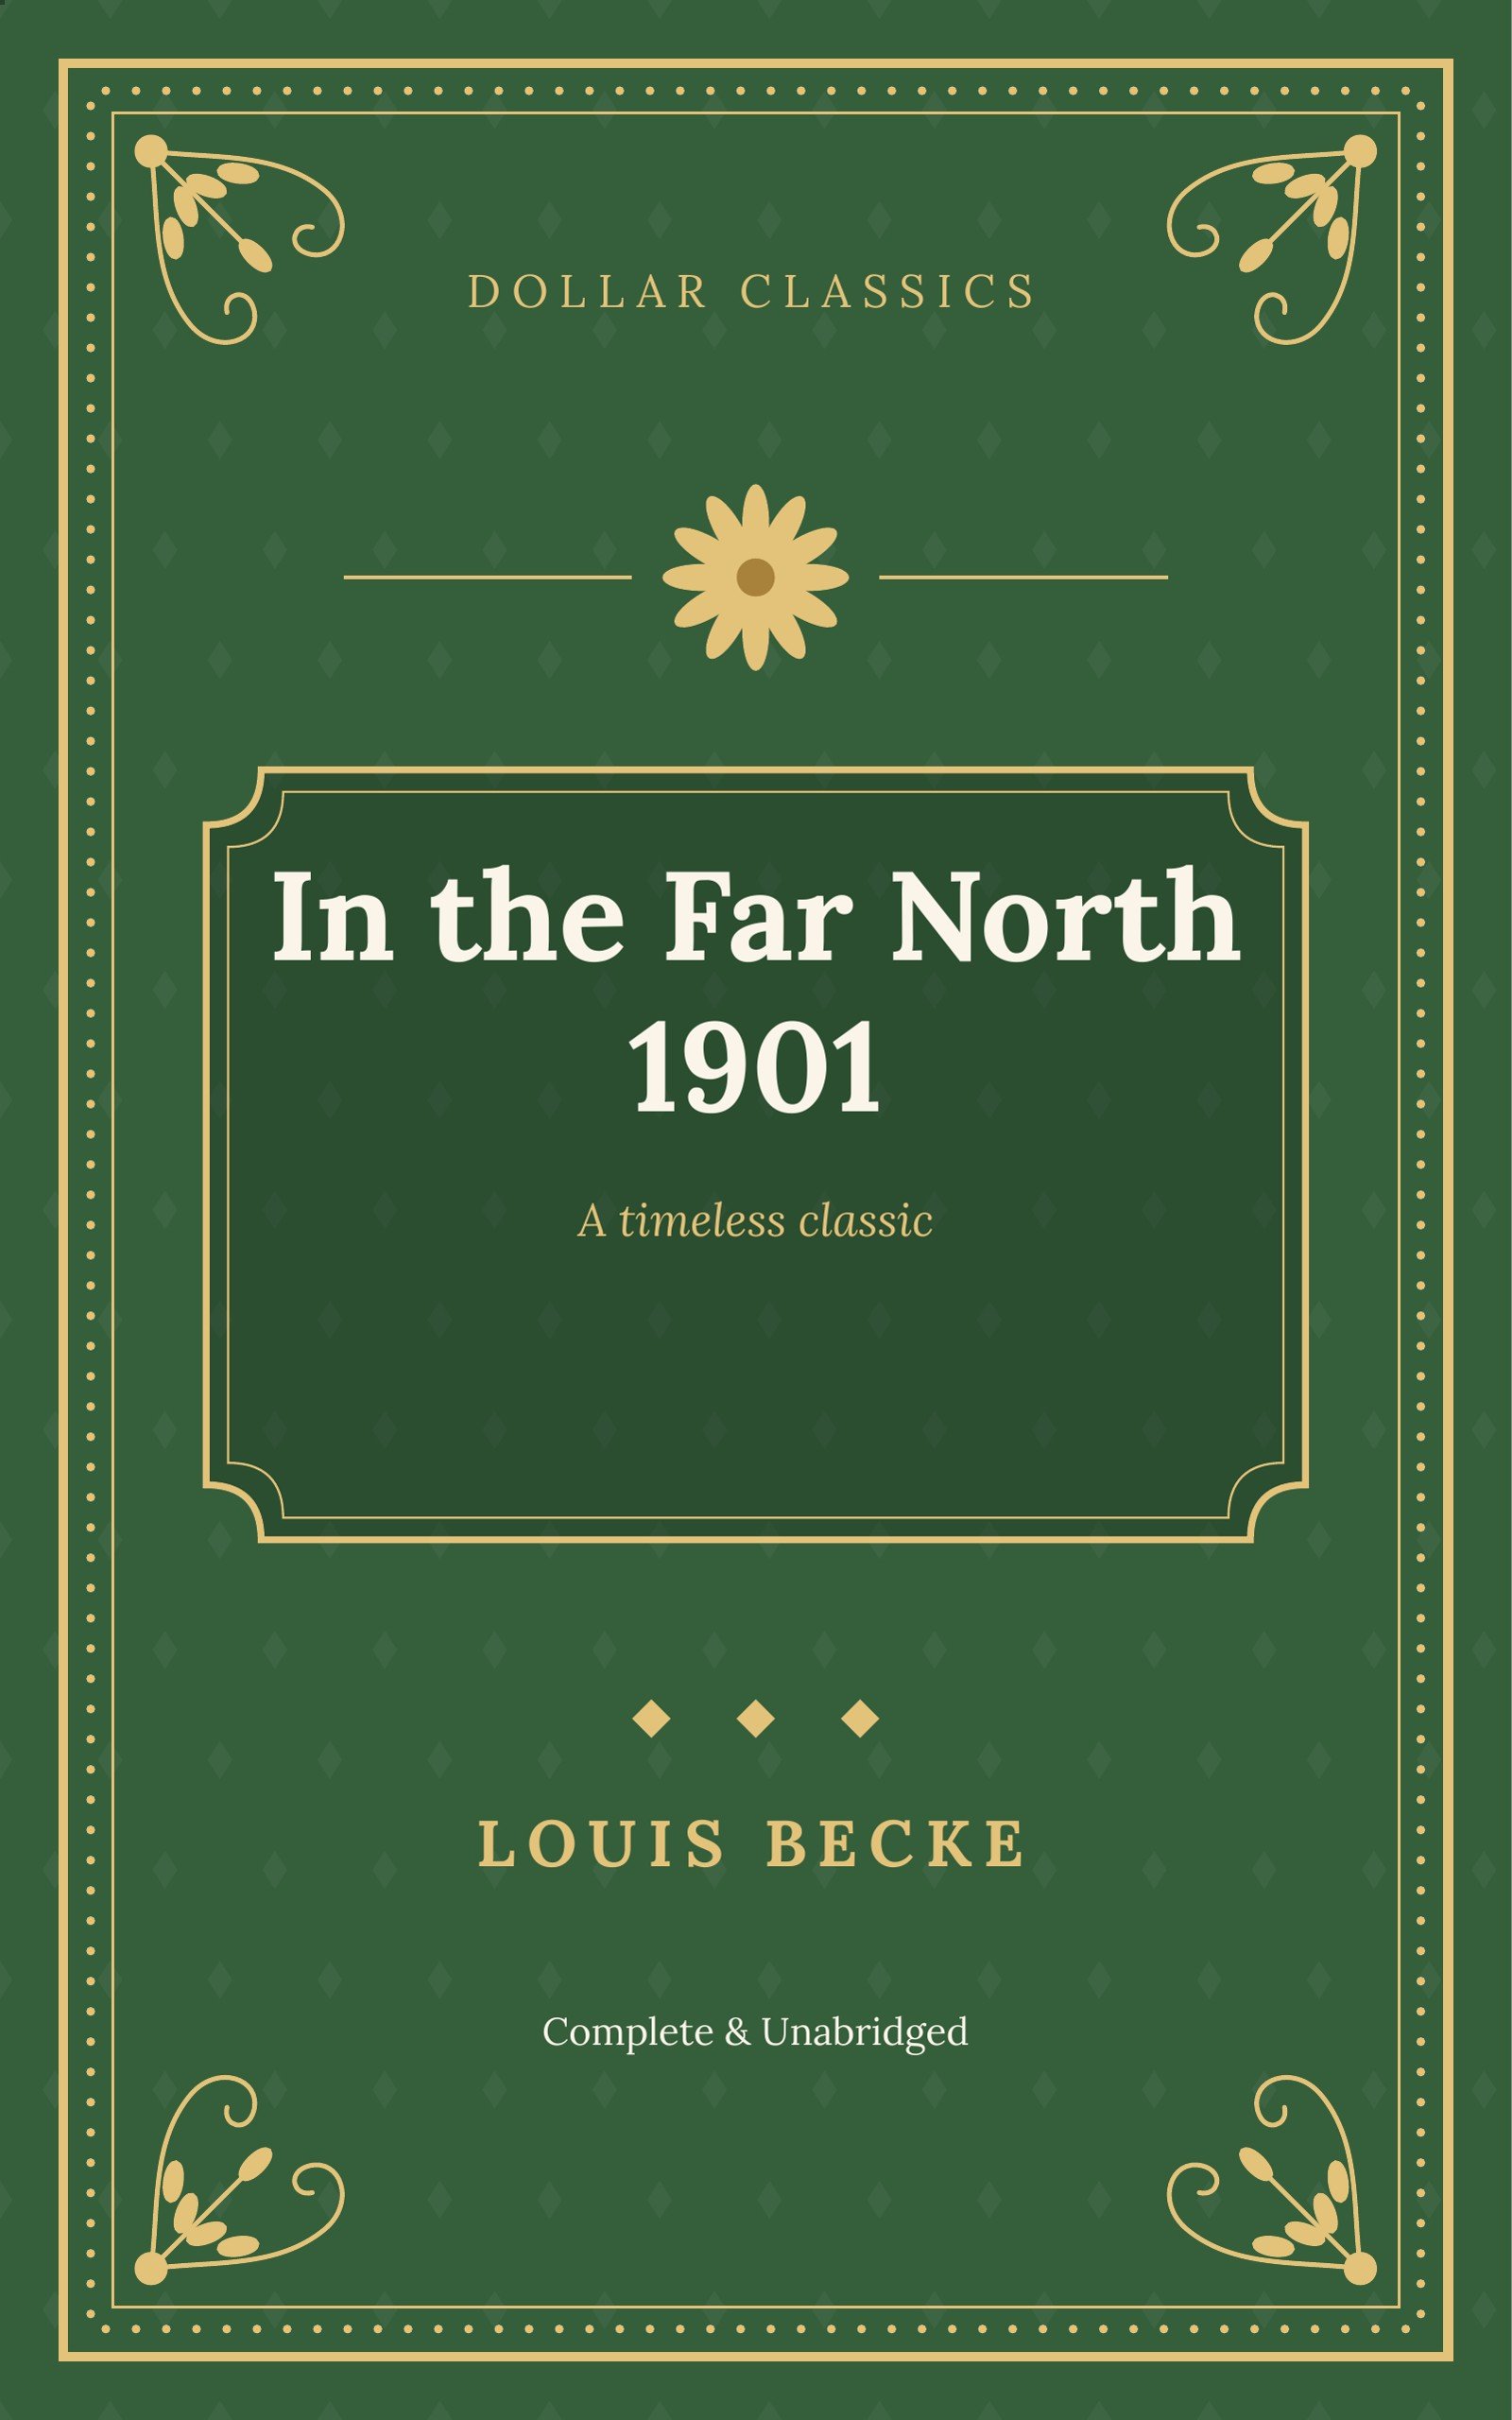 DOLLAR CLASSICS
In the Far North
1901
A timeless classic
LOUIS BECKE
Complete & Unabridged